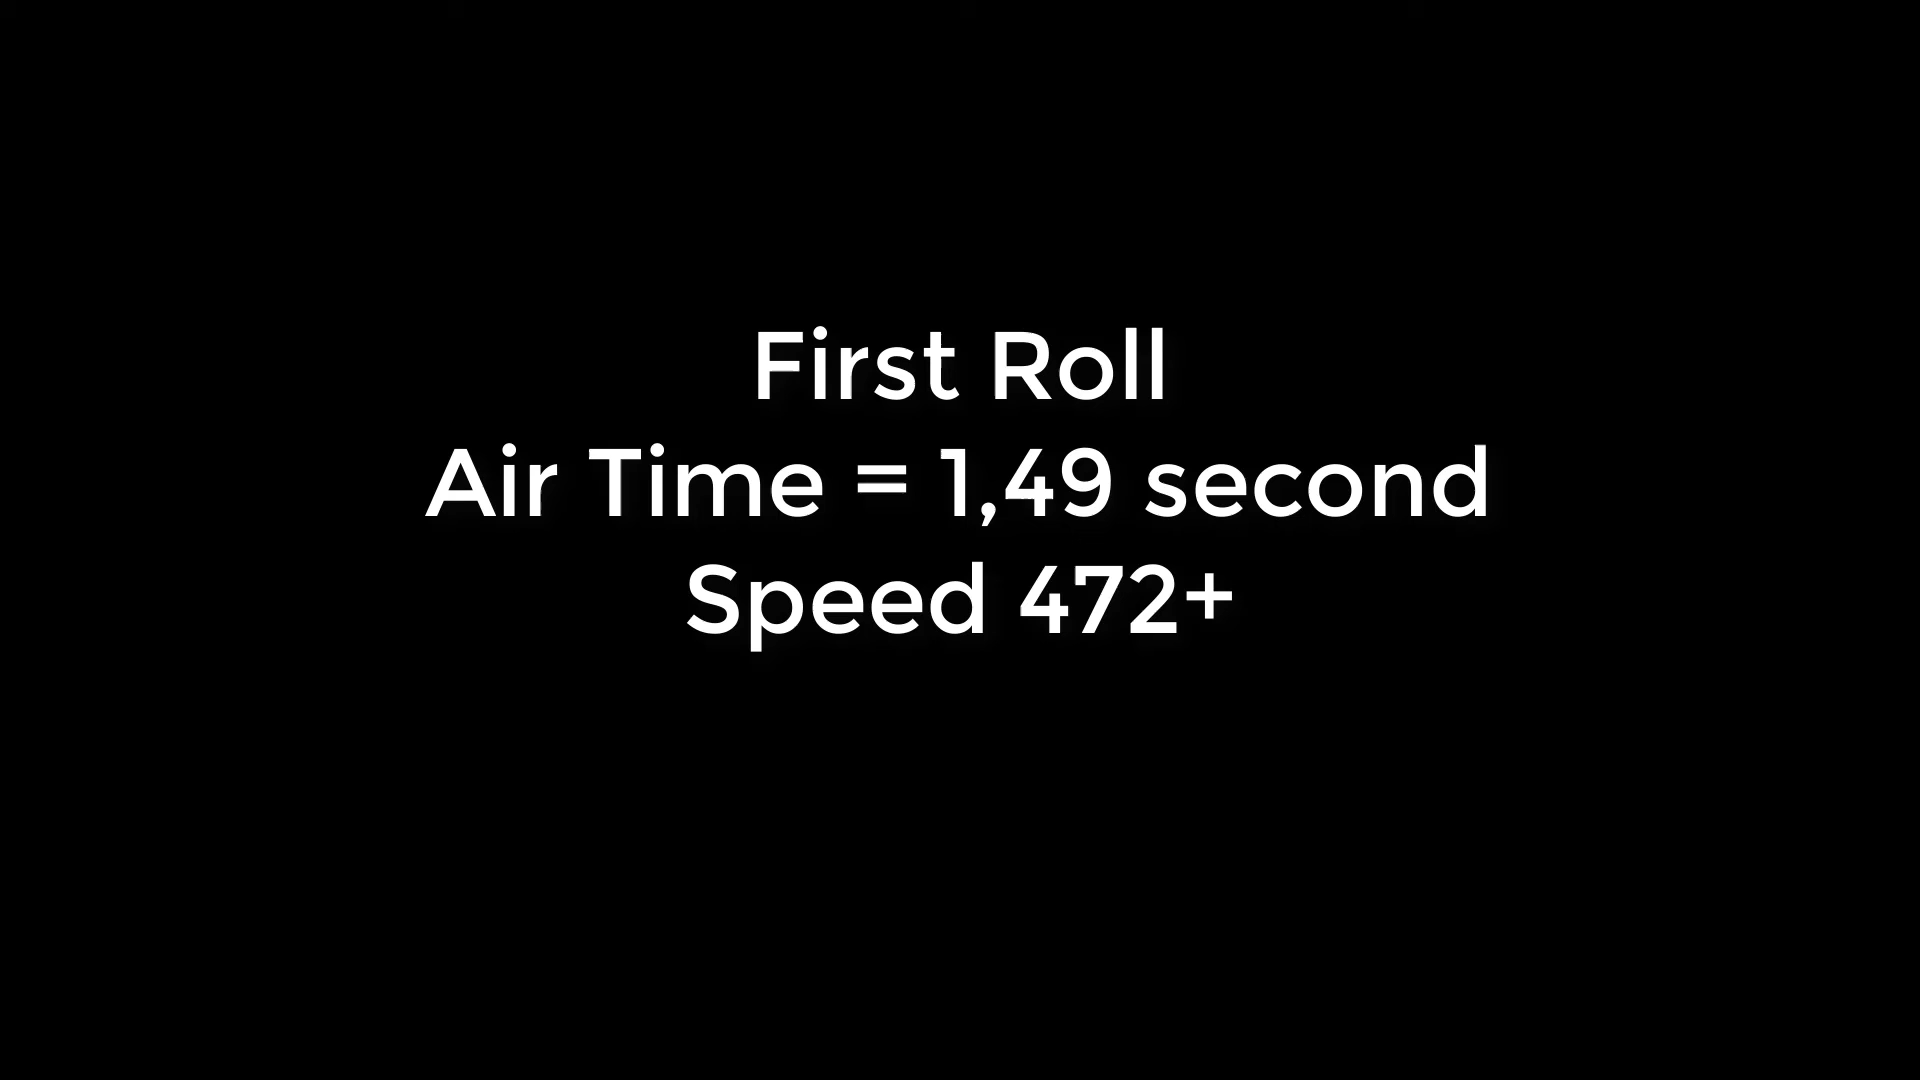 First Roll
Air Time = 1,49 second
Speed 472+